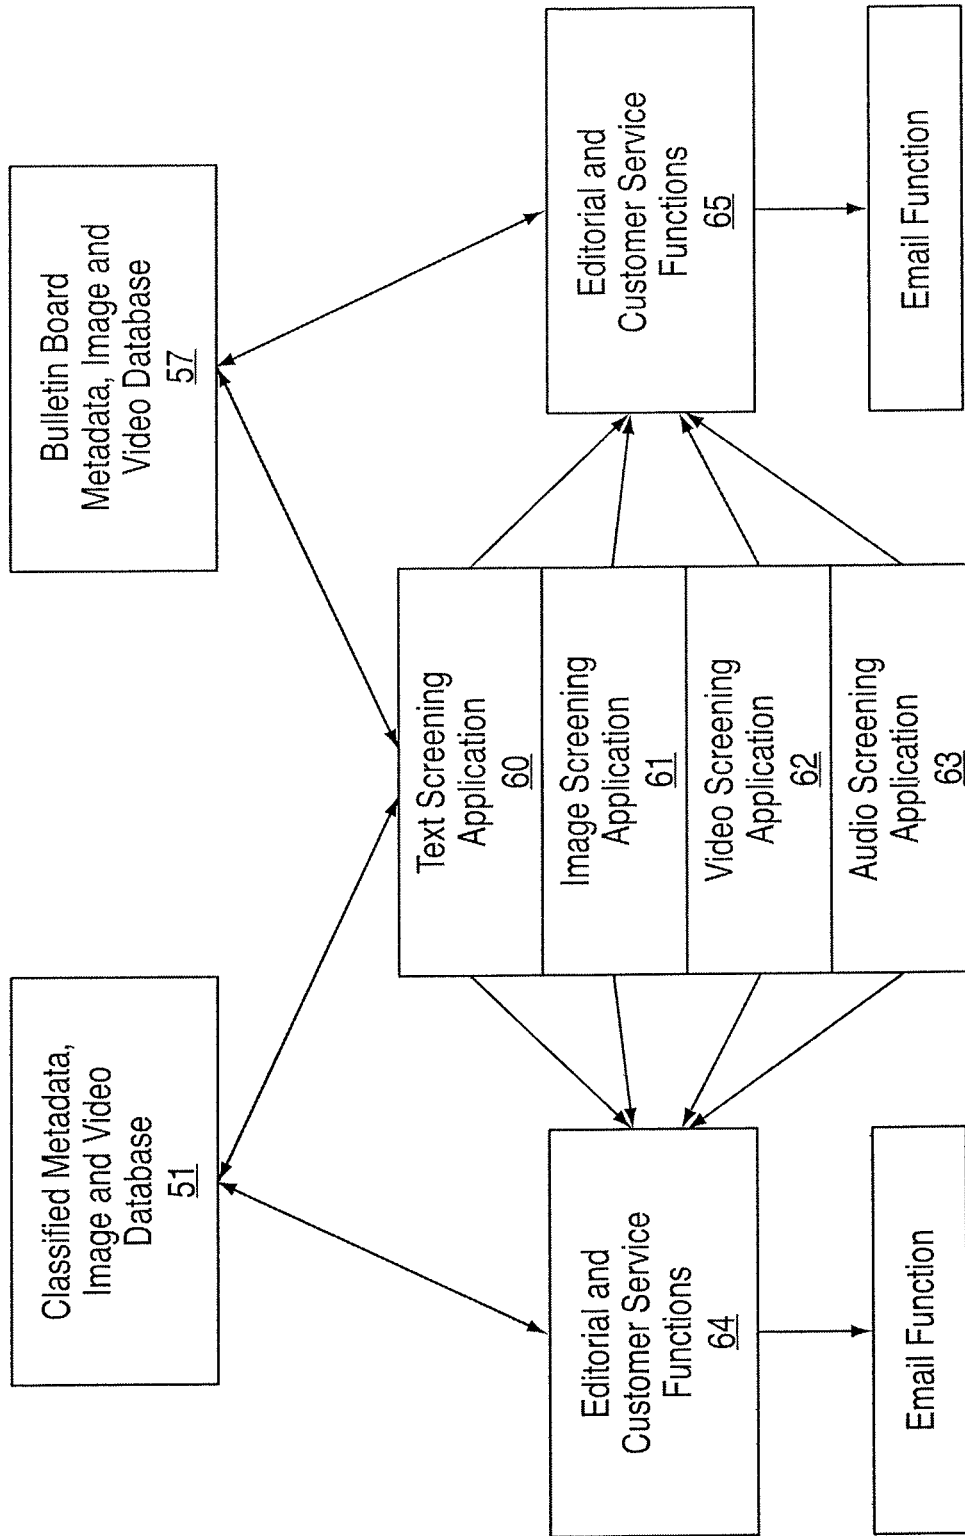 Classified Metadata,
Image and Video
Database
51
Bulletin Board
Metadata, Image and
Video Database
57
Text Screening
Application
60
Image Screening
Application
61
Video Screening
Application
62
Audio Screening
Application
63
Editorial and
Customer Service
Functions
64
Editorial and
Customer Service
Functions
65
Email Function
Email Function